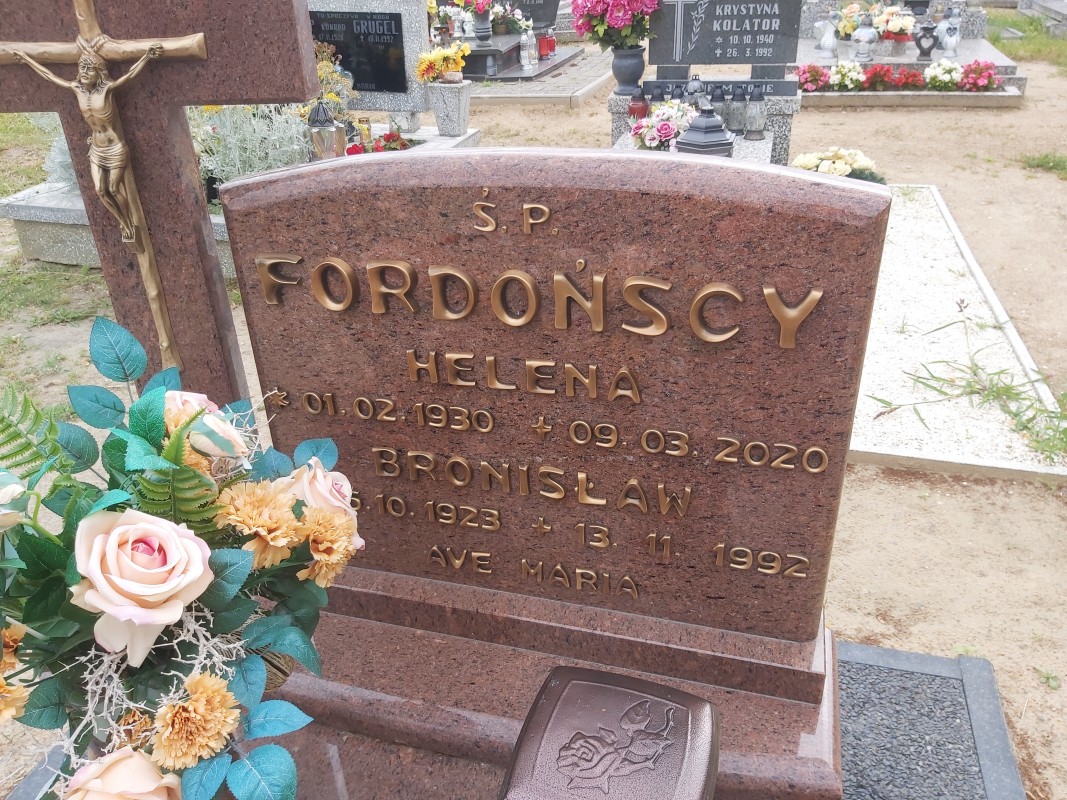 KRYSTYNA
KOLATOR
* 10. 10. 1940
+ 26. 3. 1992
GRUGEL
Ś.P.
FORDOŃSCY
HELENA
* 01. 02. 1930 + 09. 03. 2020
BRONISŁAW
5. 10. 1923 + 13. 11. 1992
AVE MARIA